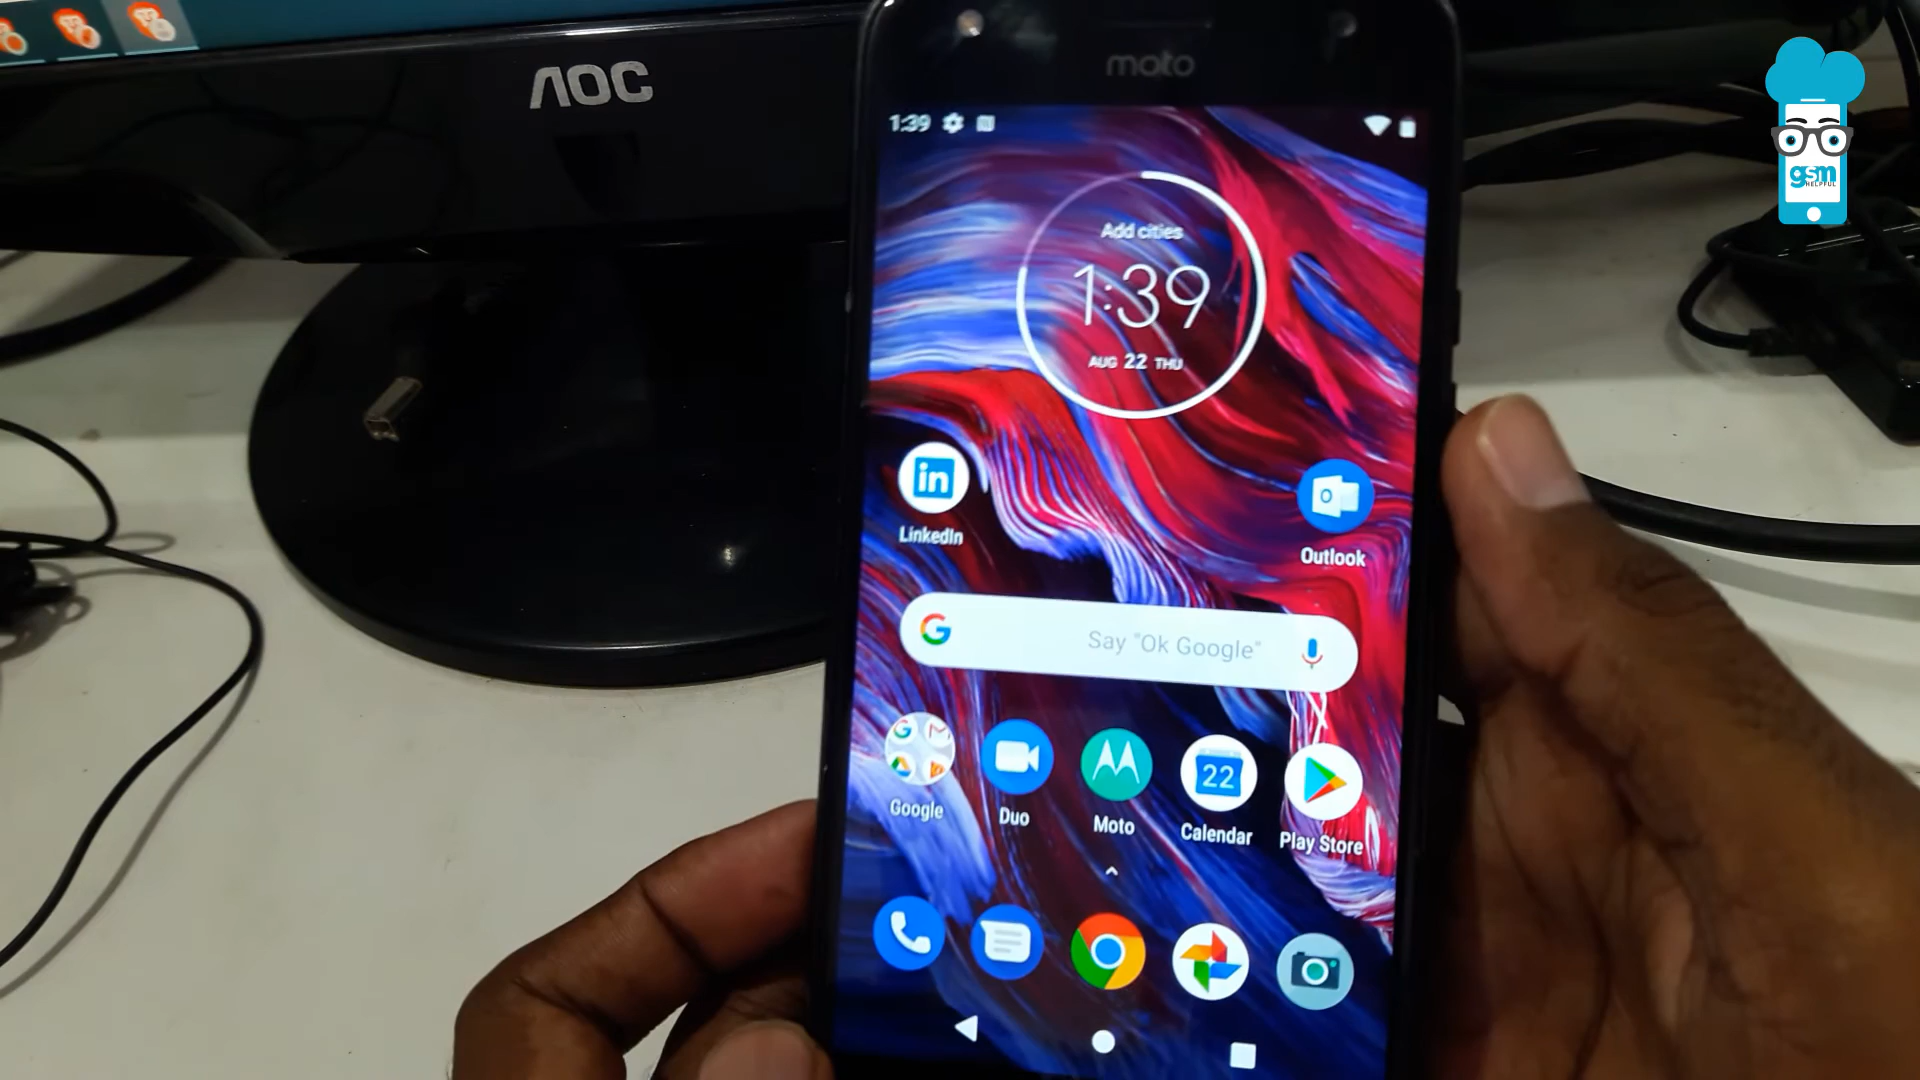 AOC
moto
1:39
Add cities
1:39
AUG 22 THU
LinkedIn
Outlook
Say "Ok Google"
Google
Duo
Moto
22
Calendar
Play Store
gsm
HELPFUL